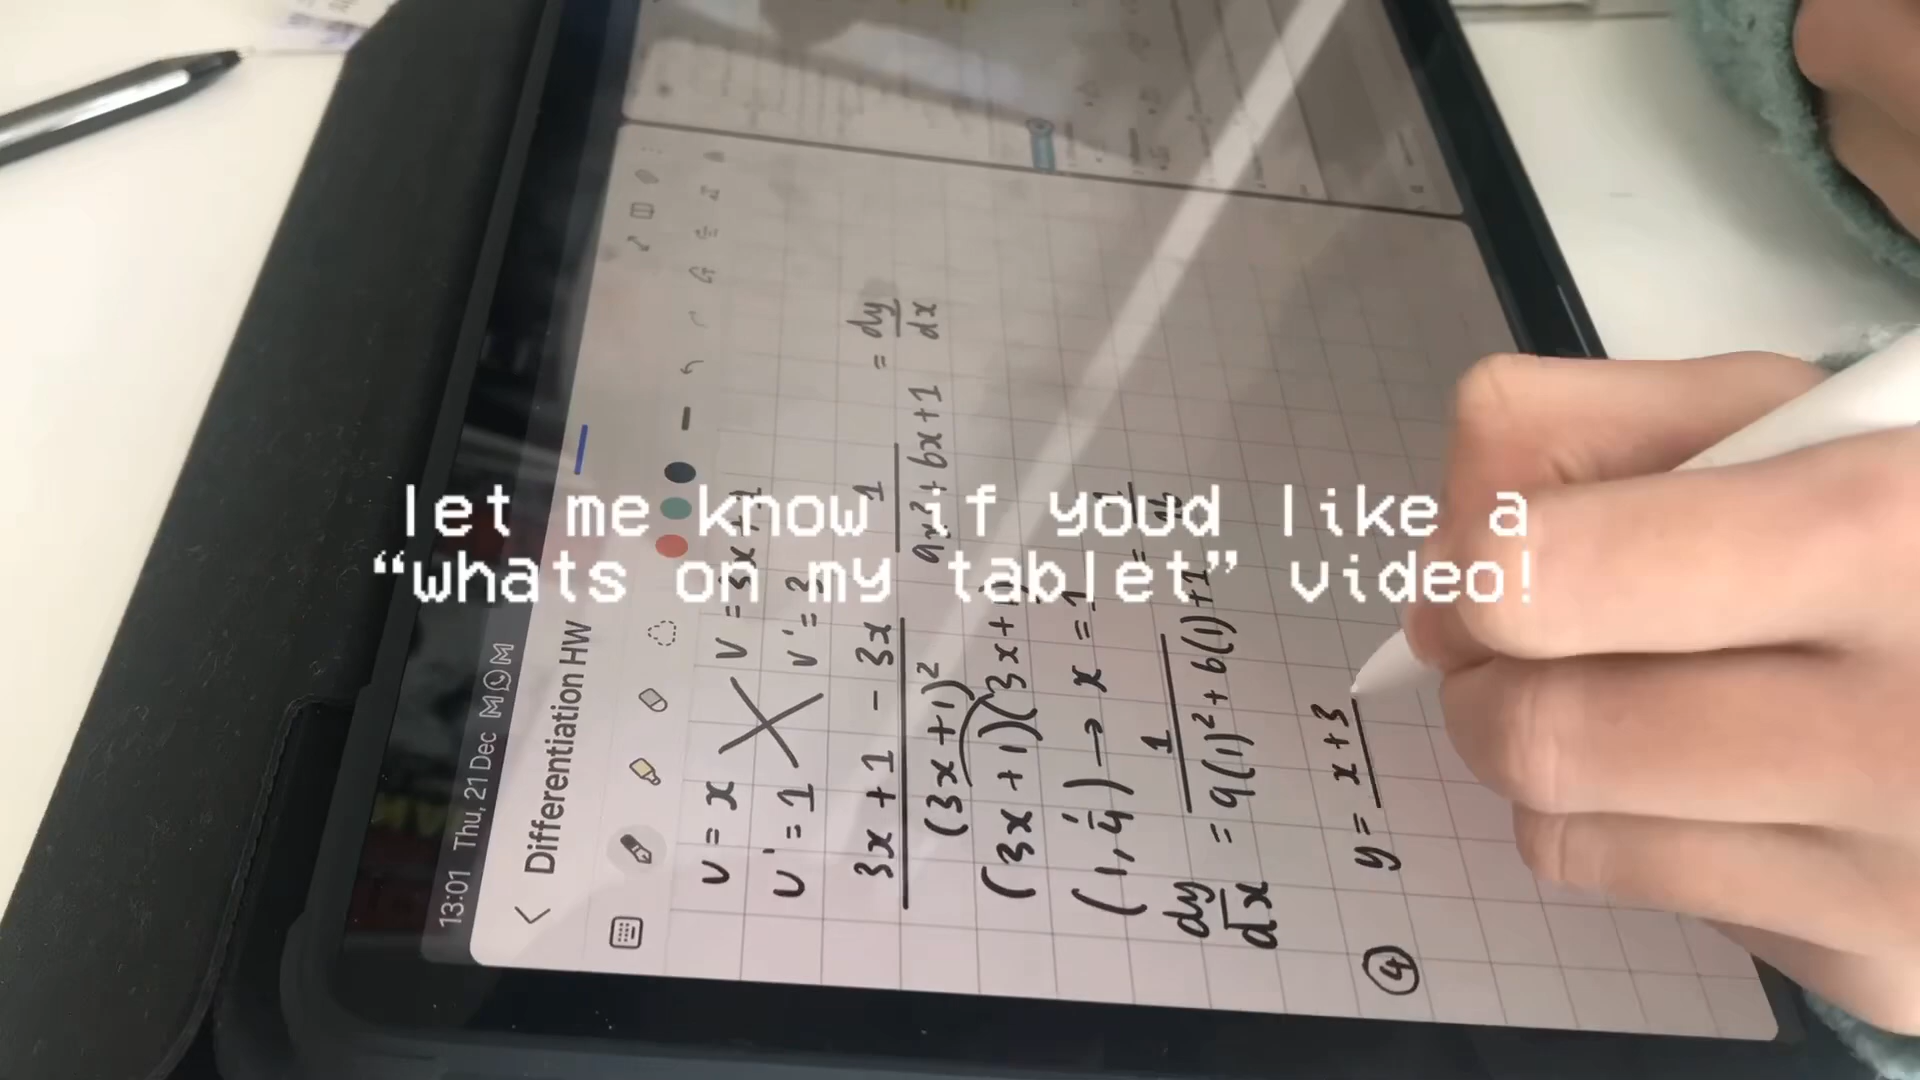 let me know if youd like a
“whats on my tablet” video!
13:01 Thu, 21 Dec
Differentiation HW
u = x v = 3x+1
u' = 1 v' = 3
3x + 1 - 3x
(3x+1)²
1
9x²+6x+1
= dy
dx
(3x+1)(3x+1)
(1, 1/4) → x = 1
dy
dx
= 1
9(1)²+6(1)+1
= 1
16
④ y = x+3